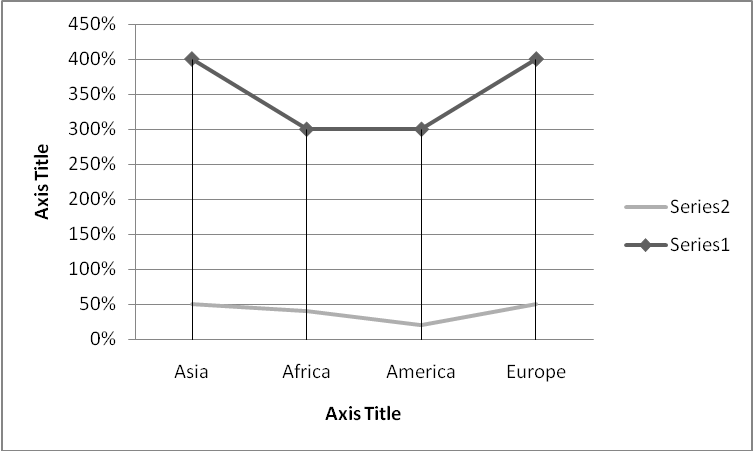 450%
400%
350%
300%
250%
200%
150%
100%
50%
0%
Axis Title
Asia Africa America Europe
Axis Title
Series2
Series1